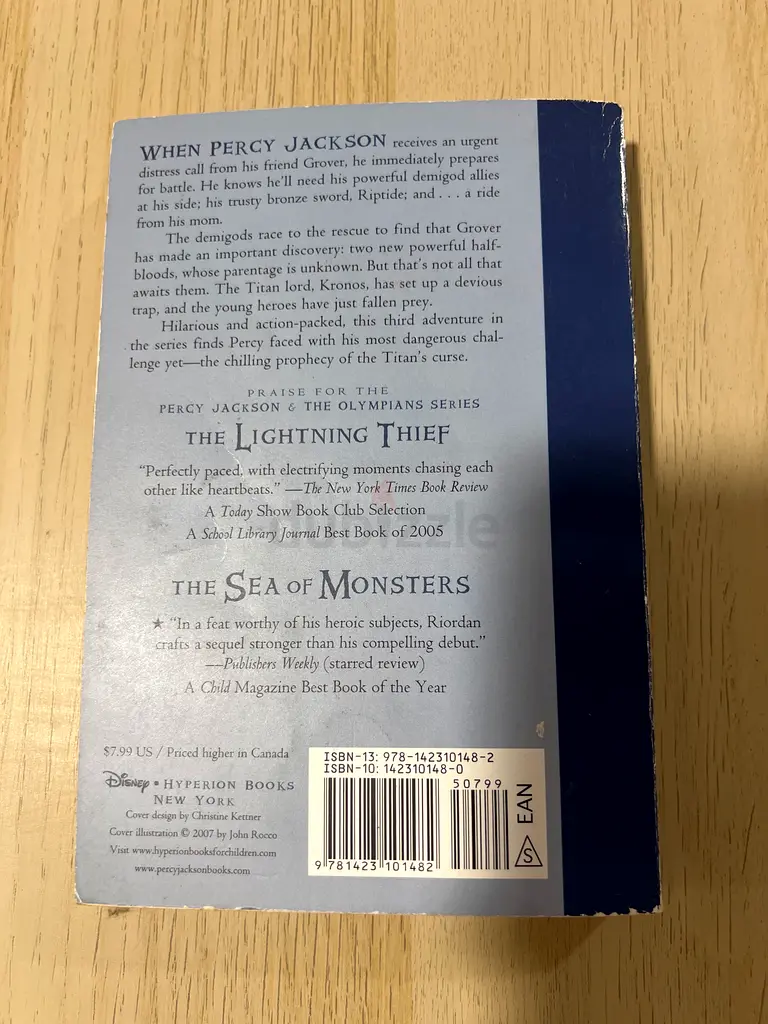 WHEN PERCY JACKSON receives an urgent
distress call from his friend Grover, he immediately prepares
for battle. He knows he'll need his powerful demigod allies
at his side; his trusty bronze sword, Riptide; and . . . a ride
from his mom.
The demigods race to the rescue to find that Grover
has made an important discovery: two new powerful half-
bloods, whose parentage is unknown. But that's not all that
awaits them. The Titan lord, Kronos, has set up a devious
trap, and the young heroes have just fallen prey.
Hilarious and action-packed, this third adventure in
the series finds Percy faced with his most dangerous chal-
lenge yet—the chilling prophecy of the Titan's curse.
PRAISE FOR THE
PERCY JACKSON & THE OLYMPIANS SERIES
THE LIGHTNING THIEF
"Perfectly paced, with electrifying moments chasing each
other like heartbeats." —The New York Times Book Review
A Today Show Book Club Selection
A School Library Journal Best Book of 2005
THE SEA OF MONSTERS
★ "In a feat worthy of his heroic subjects, Riordan
crafts a sequel stronger than his compelling debut."
—Publishers Weekly (starred review)
A Child Magazine Best Book of the Year
$7.99 US / Priced higher in Canada
DISNEY • HYPERION BOOKS
NEW YORK
Cover design by Christine Kettner
Cover illustration © 2007 by John Rocco
Visit www.hyperionbooksforchildren.com
www.percyjacksonbooks.com
ISBN-13: 978-142310148-2
ISBN-10: 142310148-0
50799
9 781423 101482
EAN
S